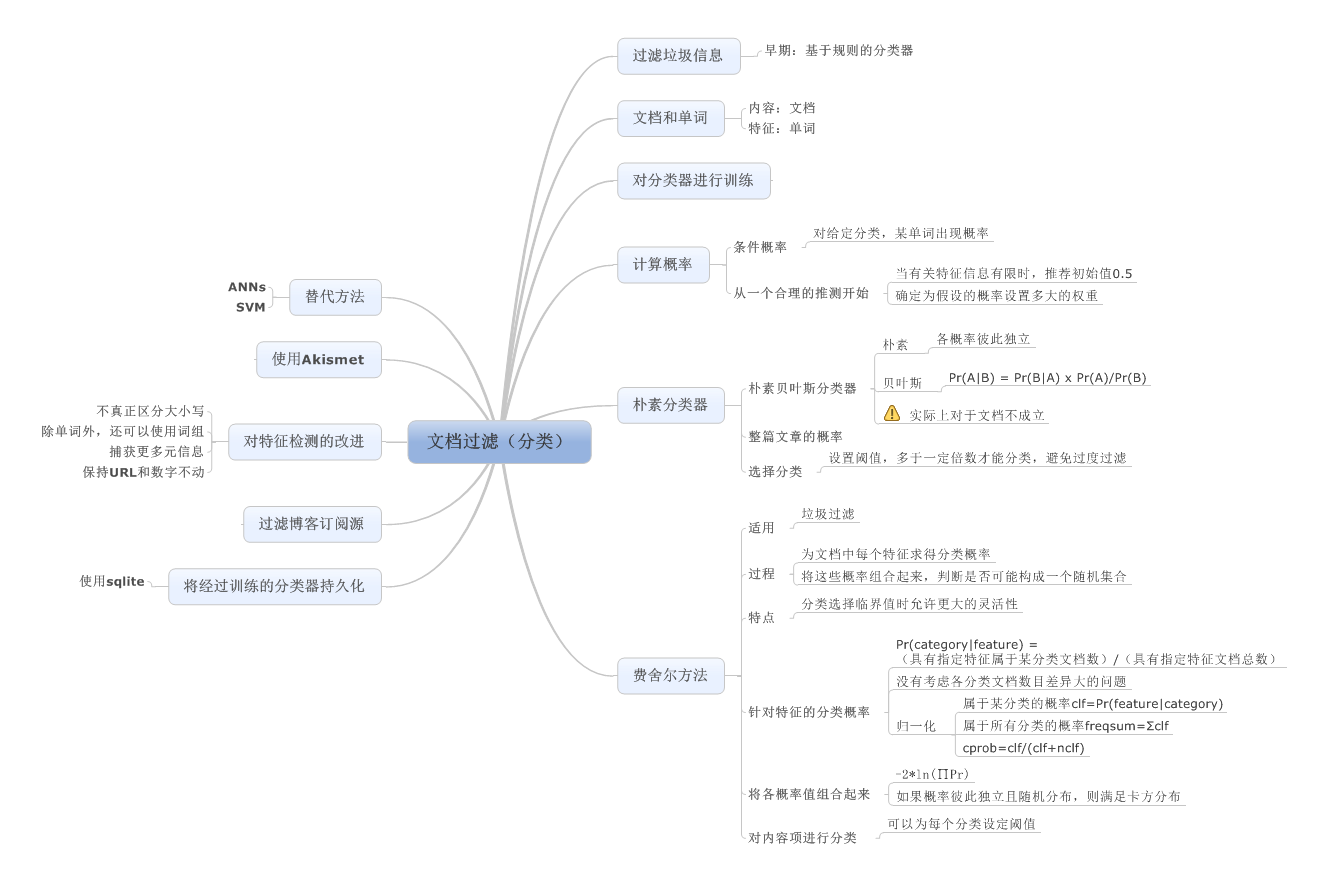 文档过滤（分类）
过滤垃圾信息
早期：基于规则的分类器
文档和单词
内容：文档
特征：单词
对分类器进行训练
计算概率
条件概率
对给定分类，某单词出现概率
从一个合理的推测开始
当有关特征信息有限时，推荐初始值0.5
确定为假设的概率设置多大的权重
朴素分类器
朴素贝叶斯分类器
朴素
各概率彼此独立
贝叶斯
Pr(A|B) = Pr(B|A) x Pr(A)/Pr(B)
实际上对于文档不成立
整篇文章的概率
选择分类
设置阈值，多于一定倍数才能分类，避免过度过滤
费舍尔方法
适用
垃圾过滤
过程
为文档中每个特征求得分类概率
将这些概率组合起来，判断是否可能构成一个随机集合
特点
分类选择临界值时允许更大的灵活性
针对特征的分类概率
Pr(category|feature) =
（具有指定特征属于某分类文档数）/（具有指定特征文档总数）
没有考虑各分类文档数目差异大的问题
归一化
属于某分类的概率clf=Pr(feature|category)
属于所有分类的概率freqsum=Σclf
cprob=clf/(clf+nclf)
将各概率值组合起来
-2*ln(∏Pr)
如果概率彼此独立且随机分布，则满足卡方分布
对内容项进行分类
可以为每个分类设定阈值
替代方法
ANNs
SVM
使用Akismet
对特征检测的改进
不真正区分大小写
除单词外，还可以使用词组
捕获更多元信息
保持URL和数字不动
过滤博客订阅源
将经过训练的分类器持久化
使用sqlite